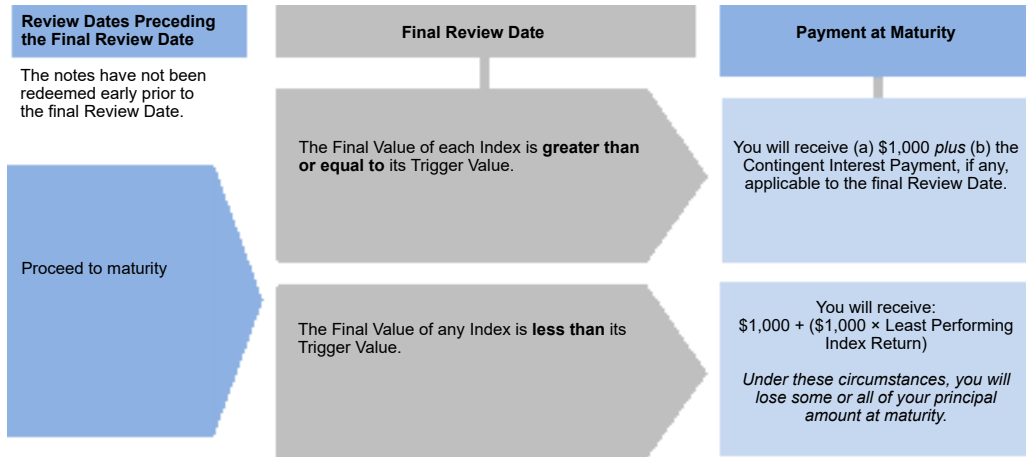 Review Dates Preceding
the Final Review Date
Final Review Date
Payment at Maturity
The notes have not been
redeemed early prior to
the final Review Date.
The Final Value of each Index is greater than
or equal to its Trigger Value.
You will receive (a) $1,000 plus (b) the
Contingent Interest Payment, if any,
applicable to the final Review Date.
Proceed to maturity
The Final Value of any Index is less than its
Trigger Value.
You will receive:
$1,000 + ($1,000 × Least Performing
Index Return)
Under these circumstances, you will
lose some or all of your principal
amount at maturity.